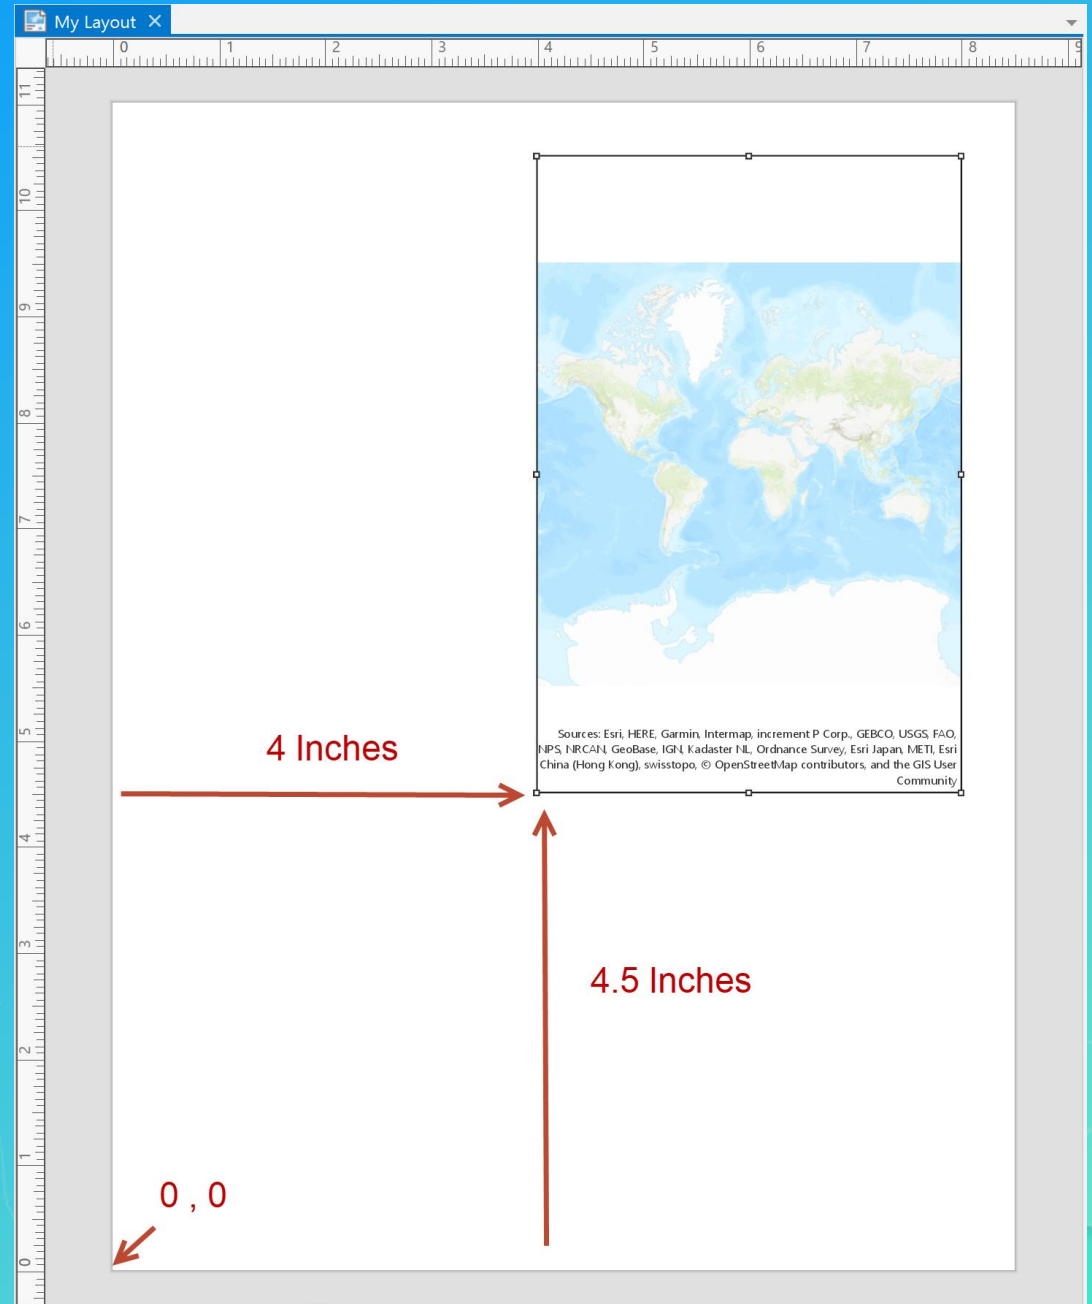 My Layout
0 1 2 3 4 5 6 7 8 9
11
10
9
8
7
6
5
4
3
2
1
0
Sources: Esri, HERE, Garmin, Intermap, increment P Corp., GEBCO, USGS, FAO,
NPS, NRCAN, GeoBase, IGN, Kadaster NL, Ordnance Survey, Esri Japan, METI, Esri
China (Hong Kong), swisstopo, © OpenStreetMap contributors, and the GIS User
Community
4 Inches
4.5 Inches
0 , 0